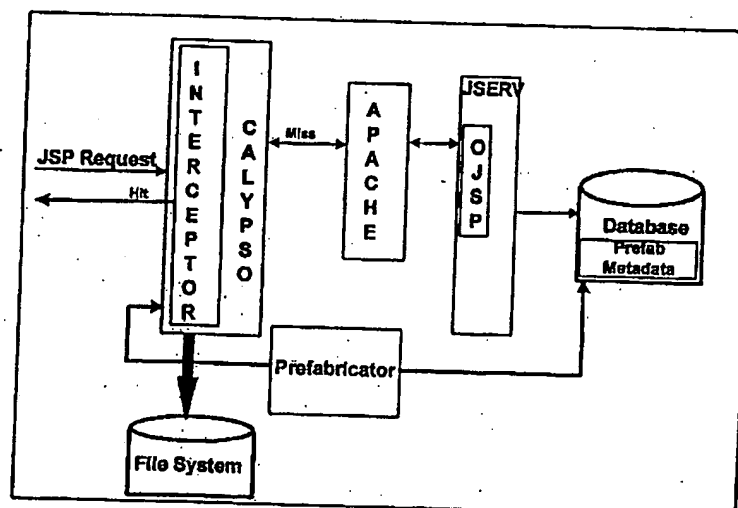 INTERCEPTOR
CALYPSO
APACHE
JSERV
OJSP
JSP Request
Hit
Miss
Database
Prefab
Metadata
Prefabricator
File System